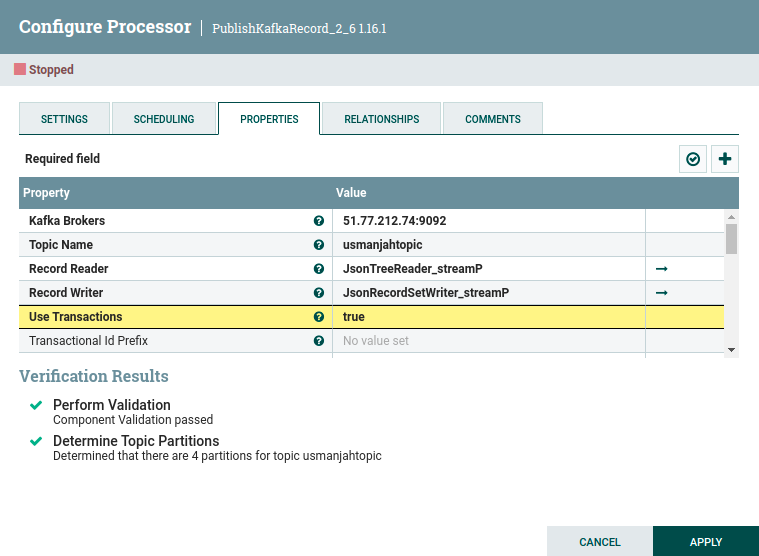 Configure Processor | PublishKafkaRecord_2_6 1.16.1
Stopped
SETTINGS SCHEDULING PROPERTIES RELATIONSHIPS COMMENTS
Required field
Property Value
Kafka Brokers 51.77.212.74:9092
Topic Name usmanjahtopic
Record Reader JsonTreeReader_streamP
Record Writer JsonRecordSetWriter_streamP
Use Transactions true
Transactional Id Prefix No value set
Verification Results
Perform Validation
Component Validation passed
Determine Topic Partitions
Determined that there are 4 partitions for topic usmanjahtopic
CANCEL APPLY